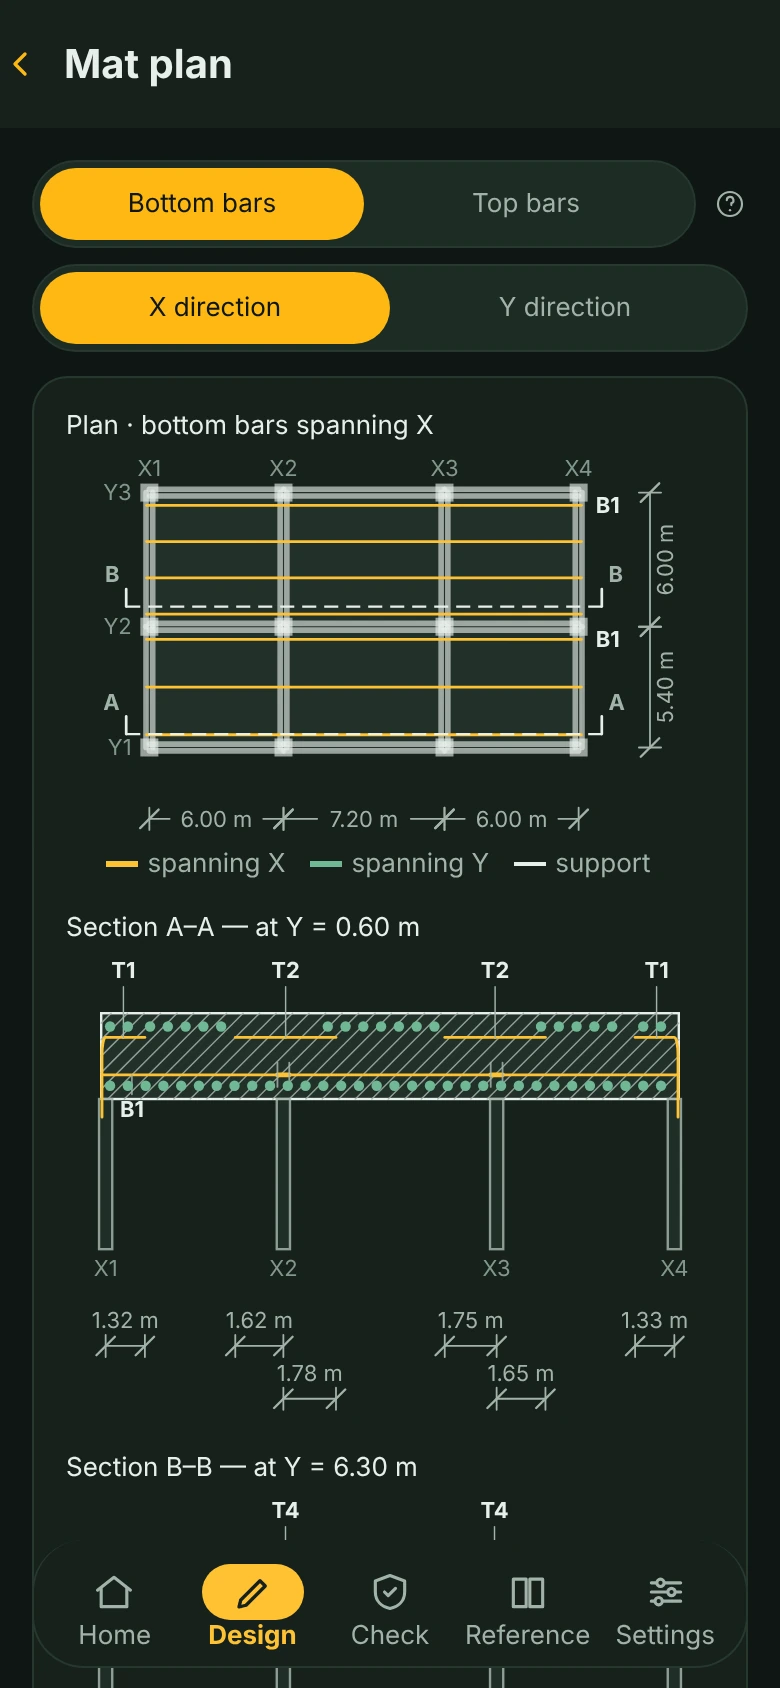 Mat plan
Bottom bars
Top bars
X direction
Y direction
Plan · bottom bars spanning X
X1 X2 X3 X4
Y3
B1
B B
6.00 m
Y2
B1
A A
5.40 m
Y1
6.00 m 7.20 m 6.00 m
spanning X spanning Y support
Section A–A — at Y = 0.60 m
T1 T2 T2 T1
B1
X1 X2 X3 X4
1.32 m 1.62 m 1.75 m 1.33 m
1.78 m 1.65 m
Section B–B — at Y = 6.30 m
T4 T4
Home Design Check Reference Settings